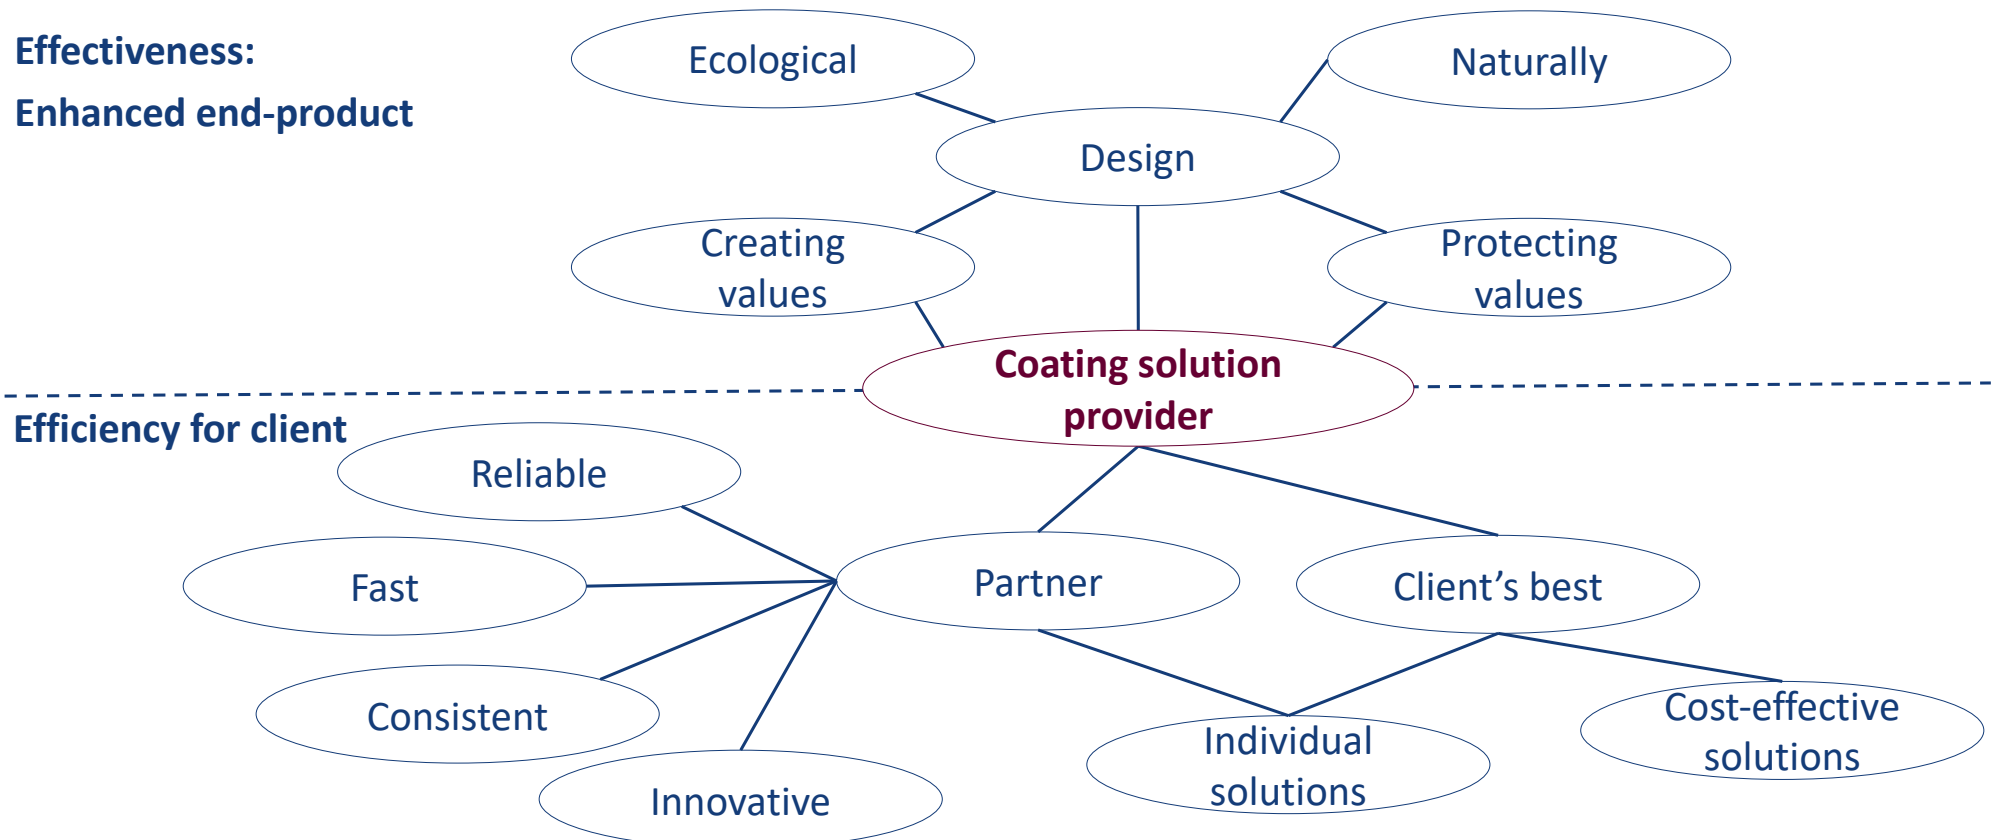 Effectiveness:
Enhanced end-product
Ecological
Naturally
Design
Creating
values
Protecting
values
Coating solution
provider
Efficiency for client
Reliable
Fast
Partner
Client’s best
Consistent
Innovative
Individual
solutions
Cost-effective
solutions